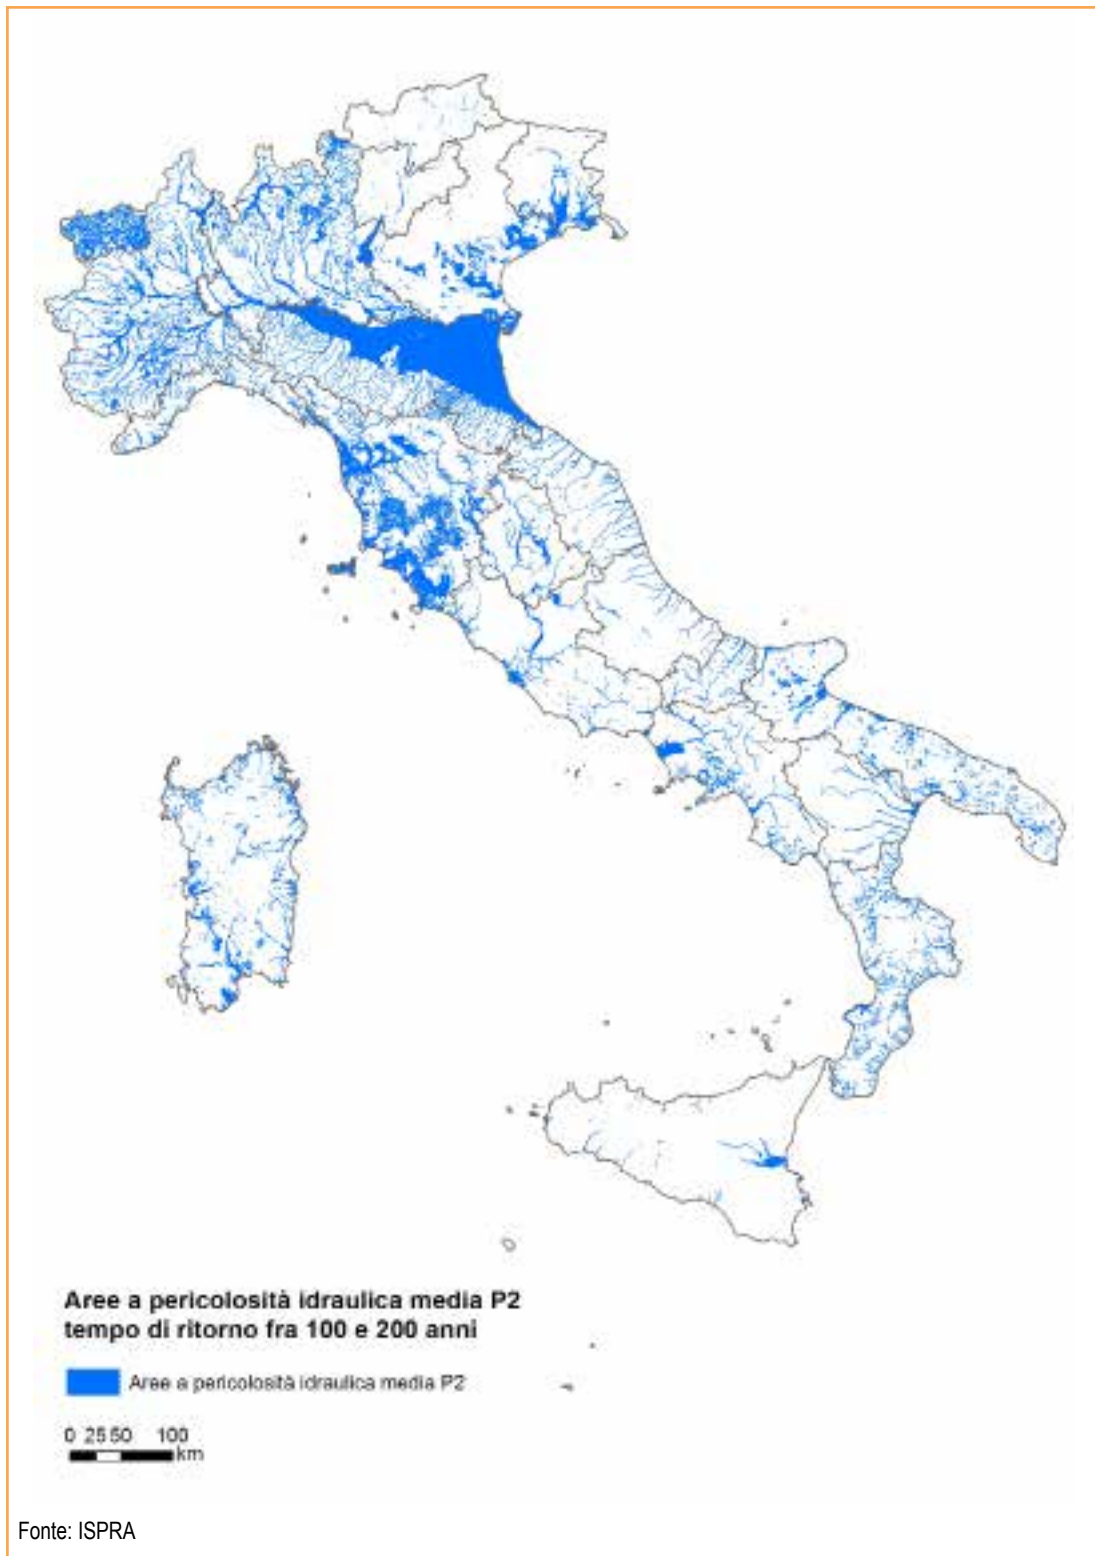 Aree a pericolosità idraulica media P2
tempo di ritorno fra 100 e 200 anni
Aree a pericolosità idraulica media P2
0 25 50 100
km
Fonte: ISPRA